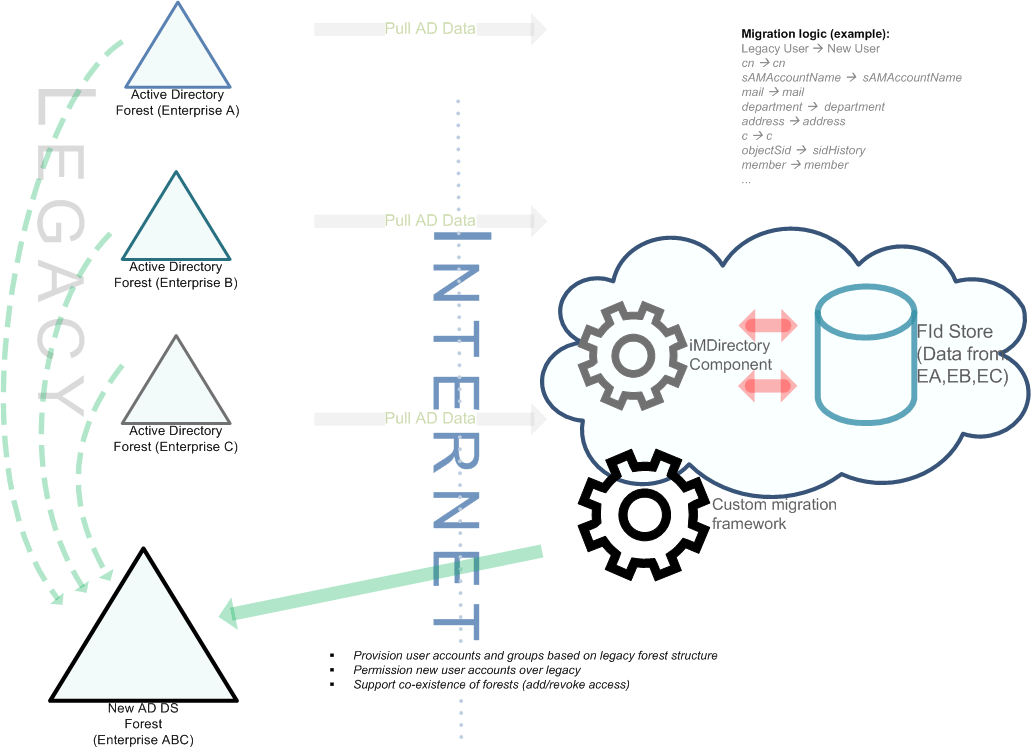 Pull AD Data
Migration logic (example):
Legacy User → New User
cn → cn
sAMAccountName → sAMAccountName
mail → mail
department → department
address → address
c → c
objectSid → sidHistory
member → member
...
LEGACY
Active Directory
Forest (Enterprise A)
Pull AD Data
INTERNET
Active Directory
Forest (Enterprise B)
iMDirectory
Component
FId Store
(Data from
EA,EB,EC)
Pull AD Data
Active Directory
Forest (Enterprise C)
Custom migration
framework
▪ Provision user accounts and groups based on legacy forest structure
▪ Permission new user accounts over legacy
▪ Support co-existence of forests (add/revoke access)
New AD DS
Forest
(Enterprise ABC)